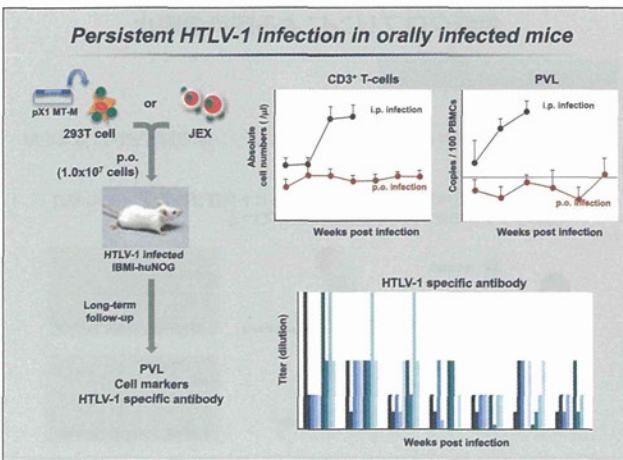 Persistent HTLV-1 infection in orally infected mice
pX1 MT-M
293T cell
or
JEX
p.o.
(1.0x10⁷ cells)
HTLV-1 infected
IBMI-huNOG
Long-term
follow-up
PVL
Cell markers
HTLV-1 specific antibody
CD3⁺ T-cells
Absolute
cell numbers (/μl)
i.p. infection
p.o. infection
Weeks post infection
PVL
Copies / 100 PBMCs
i.p. infection
p.o. infection
Weeks post infection
HTLV-1 specific antibody
Titer (dilution)
Weeks post infection